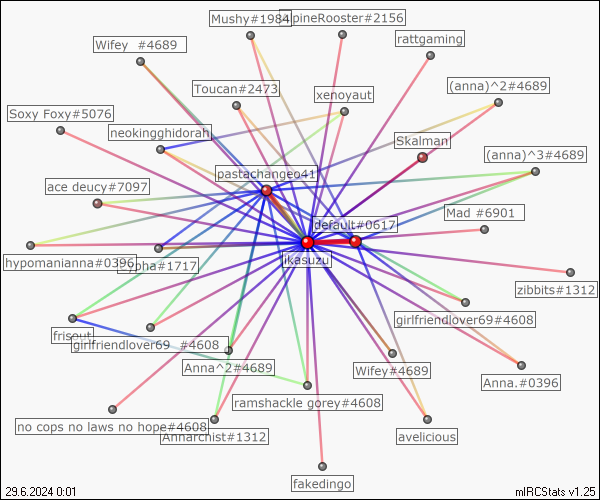 Mushy#1984
pineRooster#2156
Wifey #4689
rattgaming
Toucan#2473
xenoyaut
(anna)^2#4689
Soxy Foxy#5076
neokingghidorah
Skalman
(anna)^3#4689
pastachangeo41
ace deucy#7097
default#0617
Mad #6901
ikasuzu
hypomanianna#0396
ypha#1717
zibbits#1312
girlfriendlover69#4608
frisout
girlfriendlover69 #4608
Anna^2#4689
Wifey#4689
Anna.#0396
ramshackle gorey#4608
no cops no laws no hope#4608
Annarchist#1312
avelicious
fakedingo
29.6.2024 0:01
mIRCStats v1.25